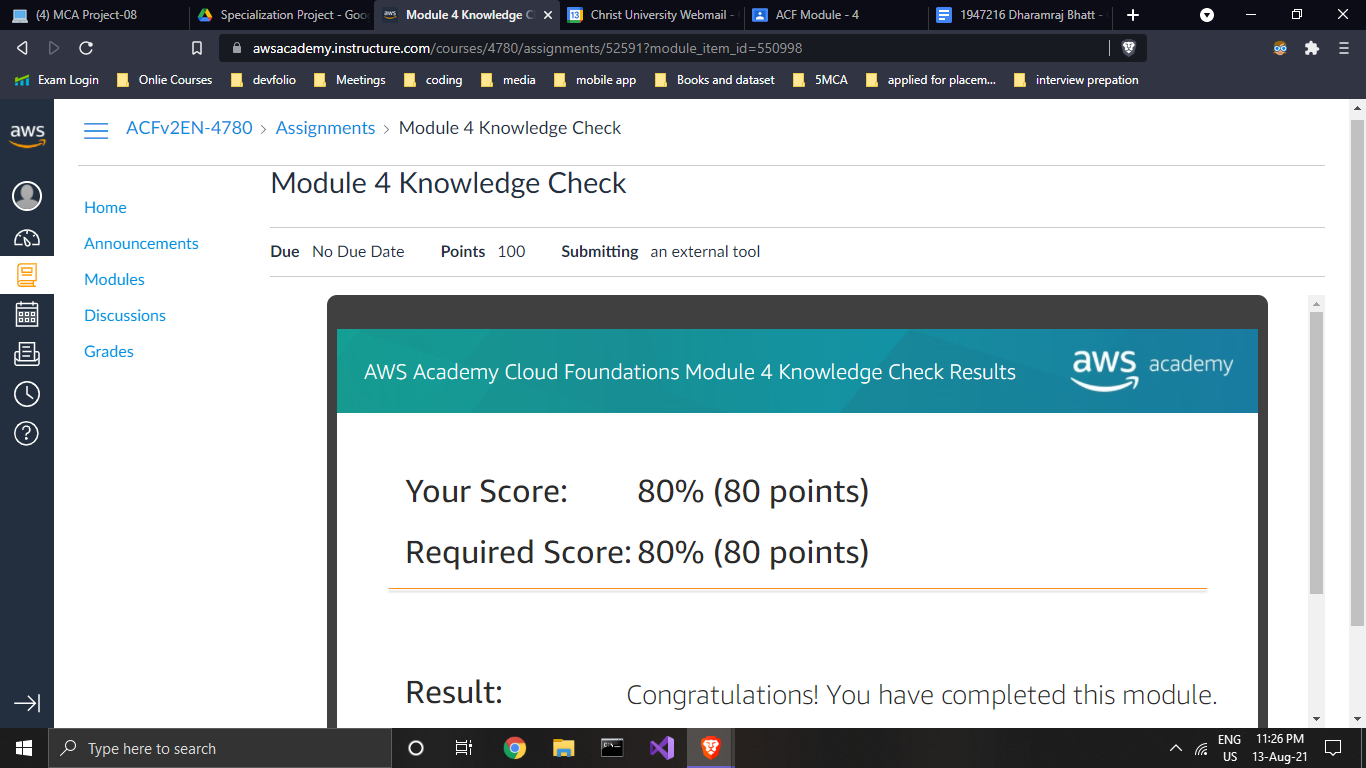 (4) MCA Project-08
Specialization Project - Goo
Module 4 Knowledge C
Christ University Webmail -
ACF Module - 4
1947216 Dharamraj Bhatt -
awsacademy.instructure.com/courses/4780/assignments/52591?module_item_id=550998
Exam Login
Onlie Courses
devfolio
Meetings
coding
media
mobile app
Books and dataset
5MCA
applied for placem...
interview prepation
aws
ACFv2EN-4780 > Assignments > Module 4 Knowledge Check
Module 4 Knowledge Check
Home
Announcements
Modules
Discussions
Grades
Due No Due Date Points 100 Submitting an external tool
AWS Academy Cloud Foundations Module 4 Knowledge Check Results
aws academy
Your Score: 80% (80 points)
Required Score: 80% (80 points)
Result: Congratulations! You have completed this module.
Type here to search
ENG
US
11:26 PM
13-Aug-21